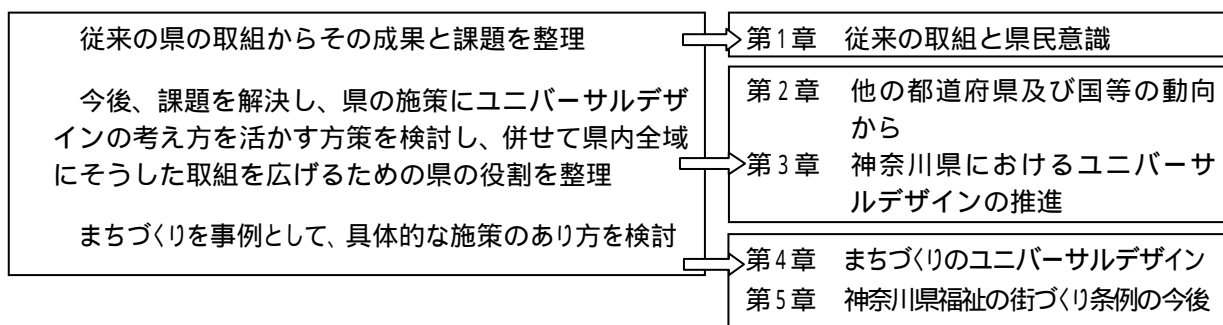 従来の県の取組からその成果と課題を整理
今後、課題を解決し、県の施策にユニバーサルデザ
インの考え方を活かす方策を検討し、併せて県内全域
にそうした取組を広げるための県の役割を整理
まちづくりを事例として、具体的な施策のあり方を検討
第1章 従来の取組と県民意識
第2章 他の都道府県及び国等の動向
から
第3章 神奈川県におけるユニバーサ
ルデザインの推進
第4章 まちづくりのユニバーサルデザイン
第5章 神奈川県福祉の街づくり条例の今後